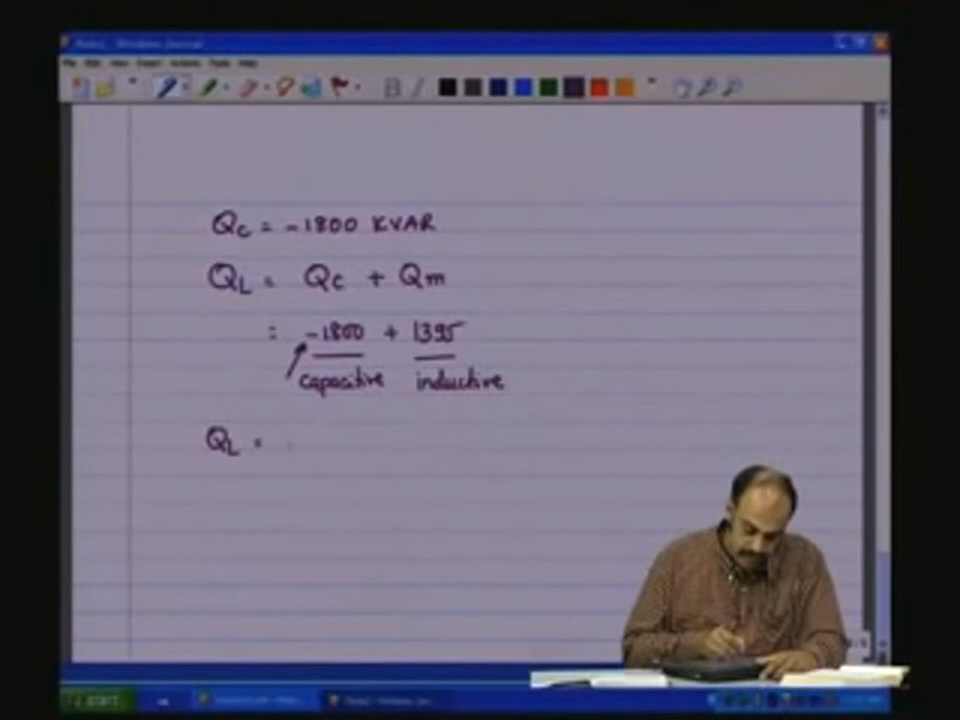 Qc = -1800 KVAR
QL = Qc + Qm
= -1800 + 1395
capacitive inductive
QL =